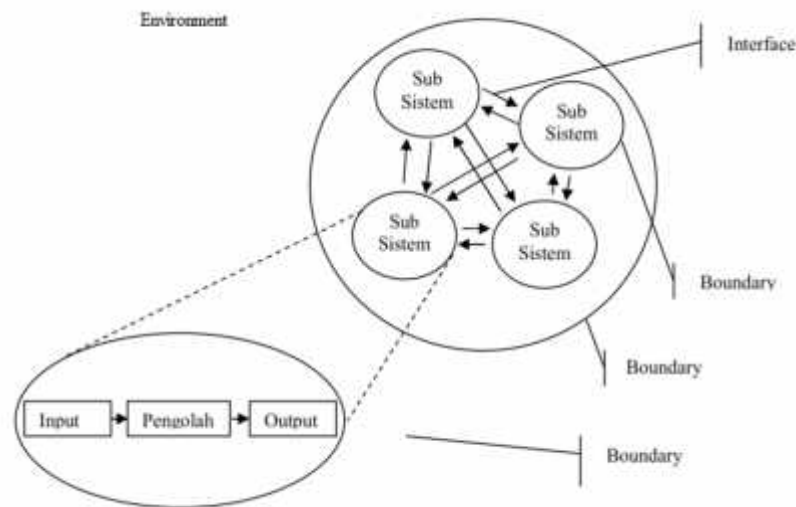 Environment
Interface
Sub
Sistem
Sub
Sistem
Sub
Sistem
Sub
Sistem
Boundary
Boundary
Input
Pengolah
Output
Boundary